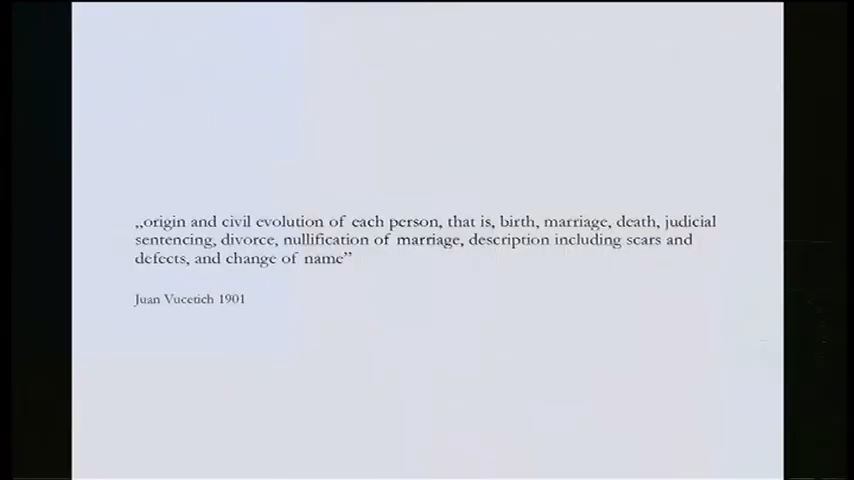 „origin and civil evolution of each person, that is, birth, marriage, death, judicial
sentencing, divorce, nullification of marriage, description including scars and
defects, and change of name”
Juan Vucetich 1901